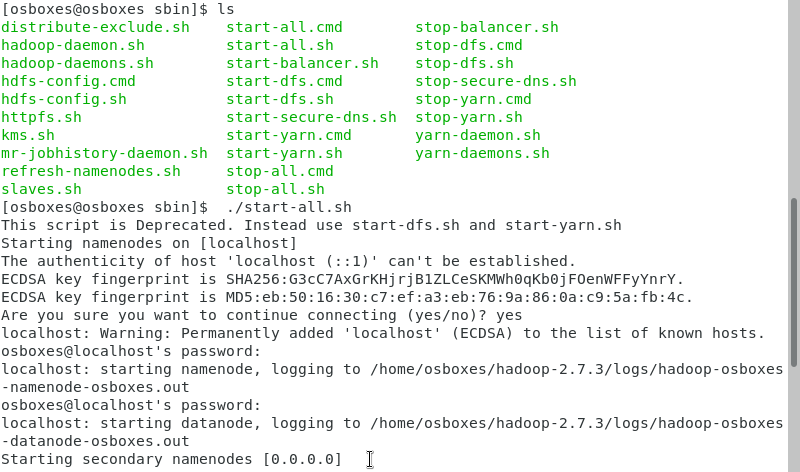 [osboxes@osboxes sbin]$ ls
distribute-exclude.sh    start-all.cmd        stop-balancer.sh
hadoop-daemon.sh         start-all.sh         stop-dfs.cmd
hadoop-daemons.sh        start-balancer.sh    stop-dfs.sh
hdfs-config.cmd          start-dfs.cmd        stop-secure-dns.sh
hdfs-config.sh           start-dfs.sh         stop-yarn.cmd
httpfs.sh                start-secure-dns.sh  stop-yarn.sh
kms.sh                   start-yarn.cmd       yarn-daemon.sh
mr-jobhistory-daemon.sh  start-yarn.sh        yarn-daemons.sh
refresh-namenodes.sh     stop-all.cmd
slaves.sh                stop-all.sh
[osboxes@osboxes sbin]$  ./start-all.sh
This script is Deprecated. Instead use start-dfs.sh and start-yarn.sh
Starting namenodes on [localhost]
The authenticity of host 'localhost (::1)' can't be established.
ECDSA key fingerprint is SHA256:G3cC7AxGrKHjrjB1ZLCeSKMWh0qKb0jFOenWFFyYnrY.
ECDSA key fingerprint is MD5:eb:50:16:30:c7:ef:a3:eb:76:9a:86:0a:c9:5a:fb:4c.
Are you sure you want to continue connecting (yes/no)? yes
localhost: Warning: Permanently added 'localhost' (ECDSA) to the list of known hosts.
osboxes@localhost's password:
localhost: starting namenode, logging to /home/osboxes/hadoop-2.7.3/logs/hadoop-osboxes
-namenode-osboxes.out
osboxes@localhost's password:
localhost: starting datanode, logging to /home/osboxes/hadoop-2.7.3/logs/hadoop-osboxes
-datanode-osboxes.out
Starting secondary namenodes [0.0.0.0]